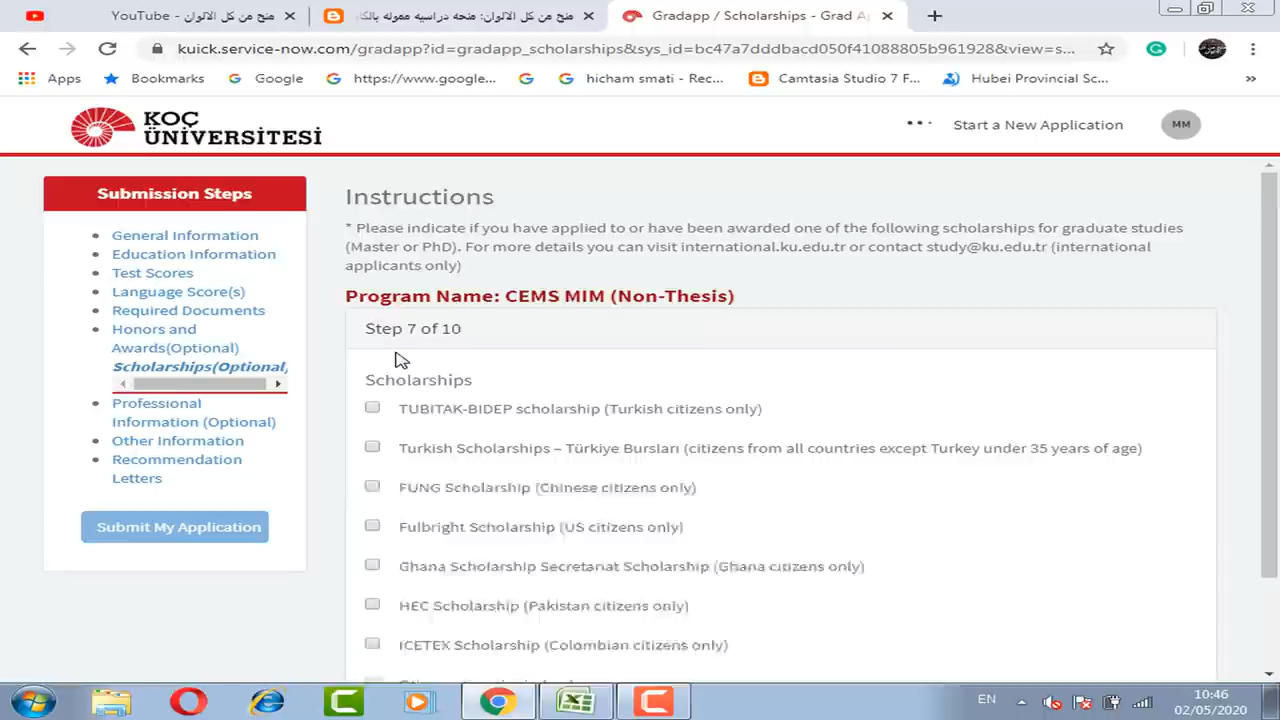 YouTube - منح من كل الالوان
منح من كل الالوان: منحه دراسيه مموله بالكا
Gradapp / Scholarships - Grad A
kuick.service-now.com/gradapp?id=gradapp_scholarships&sys_id=bc47a7dddbacd050f41088805b961928&view=s...
Apps
Bookmarks
Google
https://www.google...
hicham smati - Rec...
Camtasia Studio 7 F...
Hubei Provincial Sc...
»
KOÇ
ÜNİVERSİTESİ
Start a New Application
MM
Submission Steps
General Information
Education Information
Test Scores
Language Score(s)
Required Documents
Honors and
Awards(Optional)
Scholarships(Optional)
Professional
Information (Optional)
Other Information
Recommendation
Letters
Submit My Application
Instructions
* Please indicate if you have applied to or have been awarded one of the following scholarships for graduate studies
(Master or PhD). For more details you can visit international.ku.edu.tr or contact study@ku.edu.tr (international
applicants only)
Program Name: CEMS MIM (Non-Thesis)
Step 7 of 10
Scholarships
TUBITAK-BIDEP scholarship (Turkish citizens only)
Turkish Scholarships – Türkiye Bursları (citizens from all countries except Turkey under 35 years of age)
FUNG Scholarship (Chinese citizens only)
Fulbright Scholarship (US citizens only)
Ghana Scholarship Secretariat Scholarship (Ghana citizens only)
HEC Scholarship (Pakistan citizens only)
ICETEX Scholarship (Colombian citizens only)
EN
10:46
02/05/2020